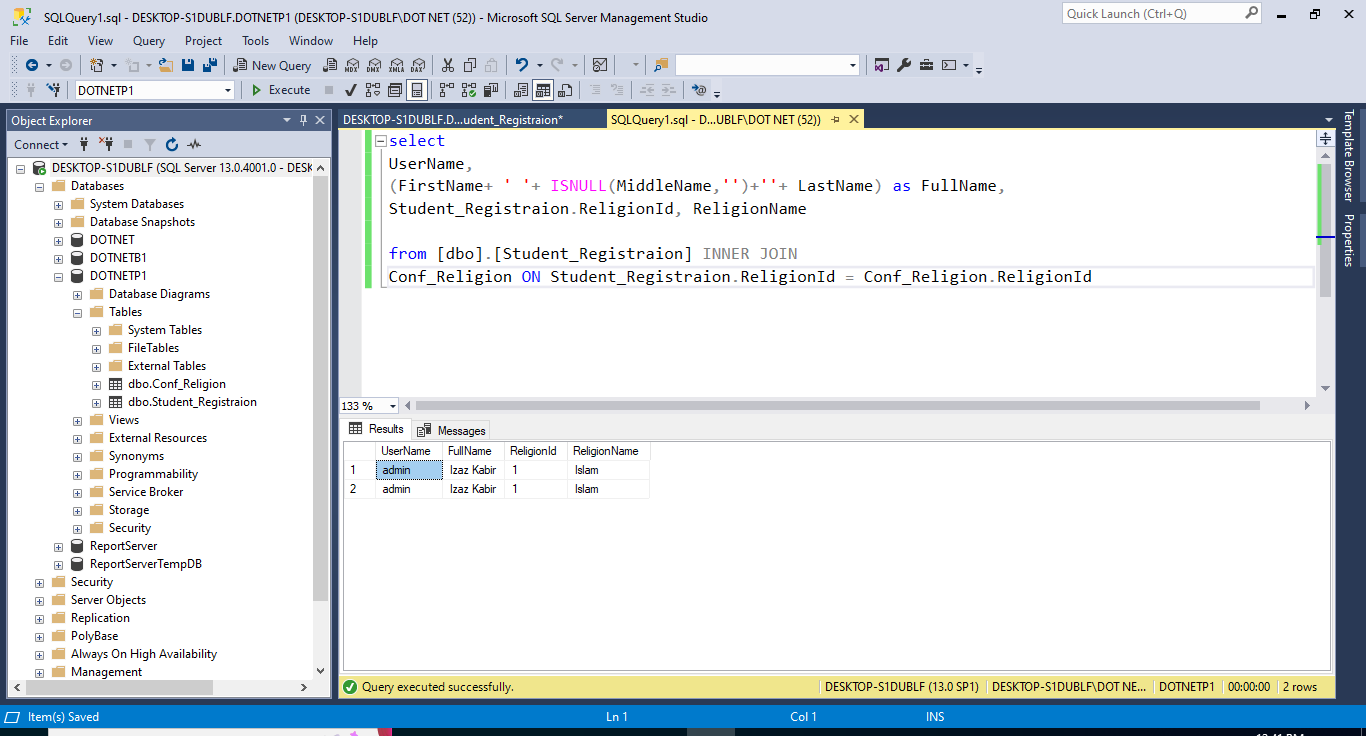 SQLQuery1.sql - DESKTOP-S1DUBLF.DOTNETP1 (DESKTOP-S1DUBLF\DOT NET (52)) - Microsoft SQL Server Management Studio
Quick Launch (Ctrl+Q)
File Edit View Query Project Tools Window Help
New Query MDX DMX XMLA DAX
DOTNETP1 Execute
Object Explorer
Connect
DESKTOP-S1DUBLF (SQL Server 13.0.4001.0 - DESK
Databases
System Databases
Database Snapshots
DOTNET
DOTNETB1
DOTNETP1
Database Diagrams
Tables
System Tables
FileTables
External Tables
dbo.Conf_Religion
dbo.Student_Registraion
Views
External Resources
Synonyms
Programmability
Service Broker
Storage
Security
ReportServer
ReportServerTempDB
Security
Server Objects
Replication
PolyBase
Always On High Availability
Management
DESKTOP-S1DUBLF.D...udent_Registraion*
SQLQuery1.sql - D...UBLF\DOT NET (52))
select
UserName,
(FirstName+ ' '+ ISNULL(MiddleName,'')+''+ LastName) as FullName,
Student_Registraion.ReligionId, ReligionName
from [dbo].[Student_Registraion] INNER JOIN
Conf_Religion ON Student_Registraion.ReligionId = Conf_Religion.ReligionId
133 %
Results Messages
UserName FullName ReligionId ReligionName
1 admin Izaz Kabir 1 Islam
2 admin Izaz Kabir 1 Islam
Query executed successfully.
DESKTOP-S1DUBLF (13.0 SP1) DESKTOP-S1DUBLF\DOT NE... DOTNETP1 00:00:00 2 rows
Template Browser
Properties
Item(s) Saved Ln 1 Col 1 INS